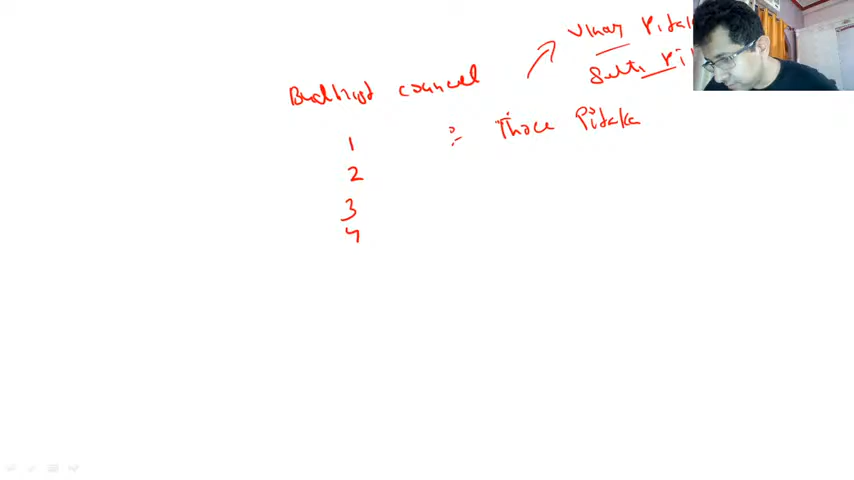 Vinay Pitak
Sutta Pi
Budhist council
1 :- Three Pitaka
2
3
4